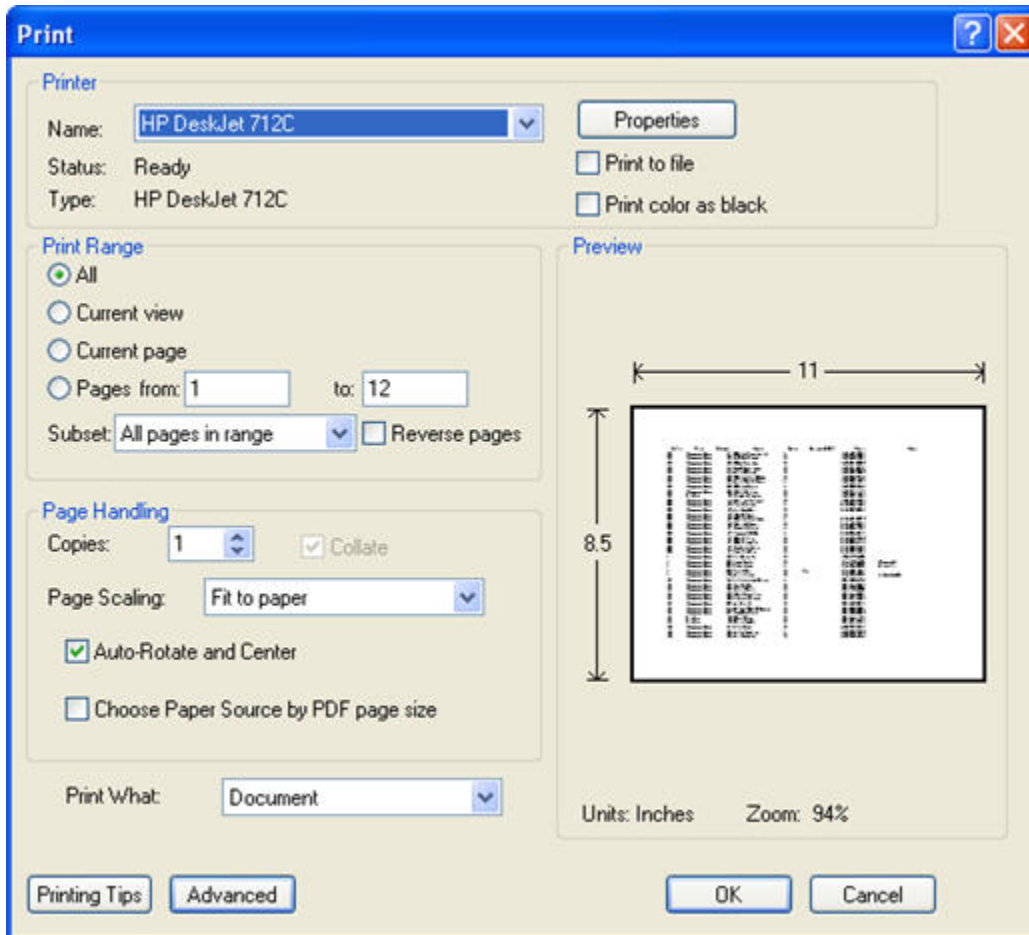 Print
Printer
Name: HP DeskJet 712C
Properties
Status: Ready
Print to file
Type: HP DeskJet 712C
Print color as black
Print Range
All
Current view
Current page
Pages from: 1 to: 12
Subset: All pages in range Reverse pages
Page Handling
Copies: 1 Collate
Page Scaling: Fit to paper
Auto-Rotate and Center
Choose Paper Source by PDF page size
Print What: Document
Preview
11
8.5
Units: Inches Zoom: 94%
Printing Tips Advanced OK Cancel